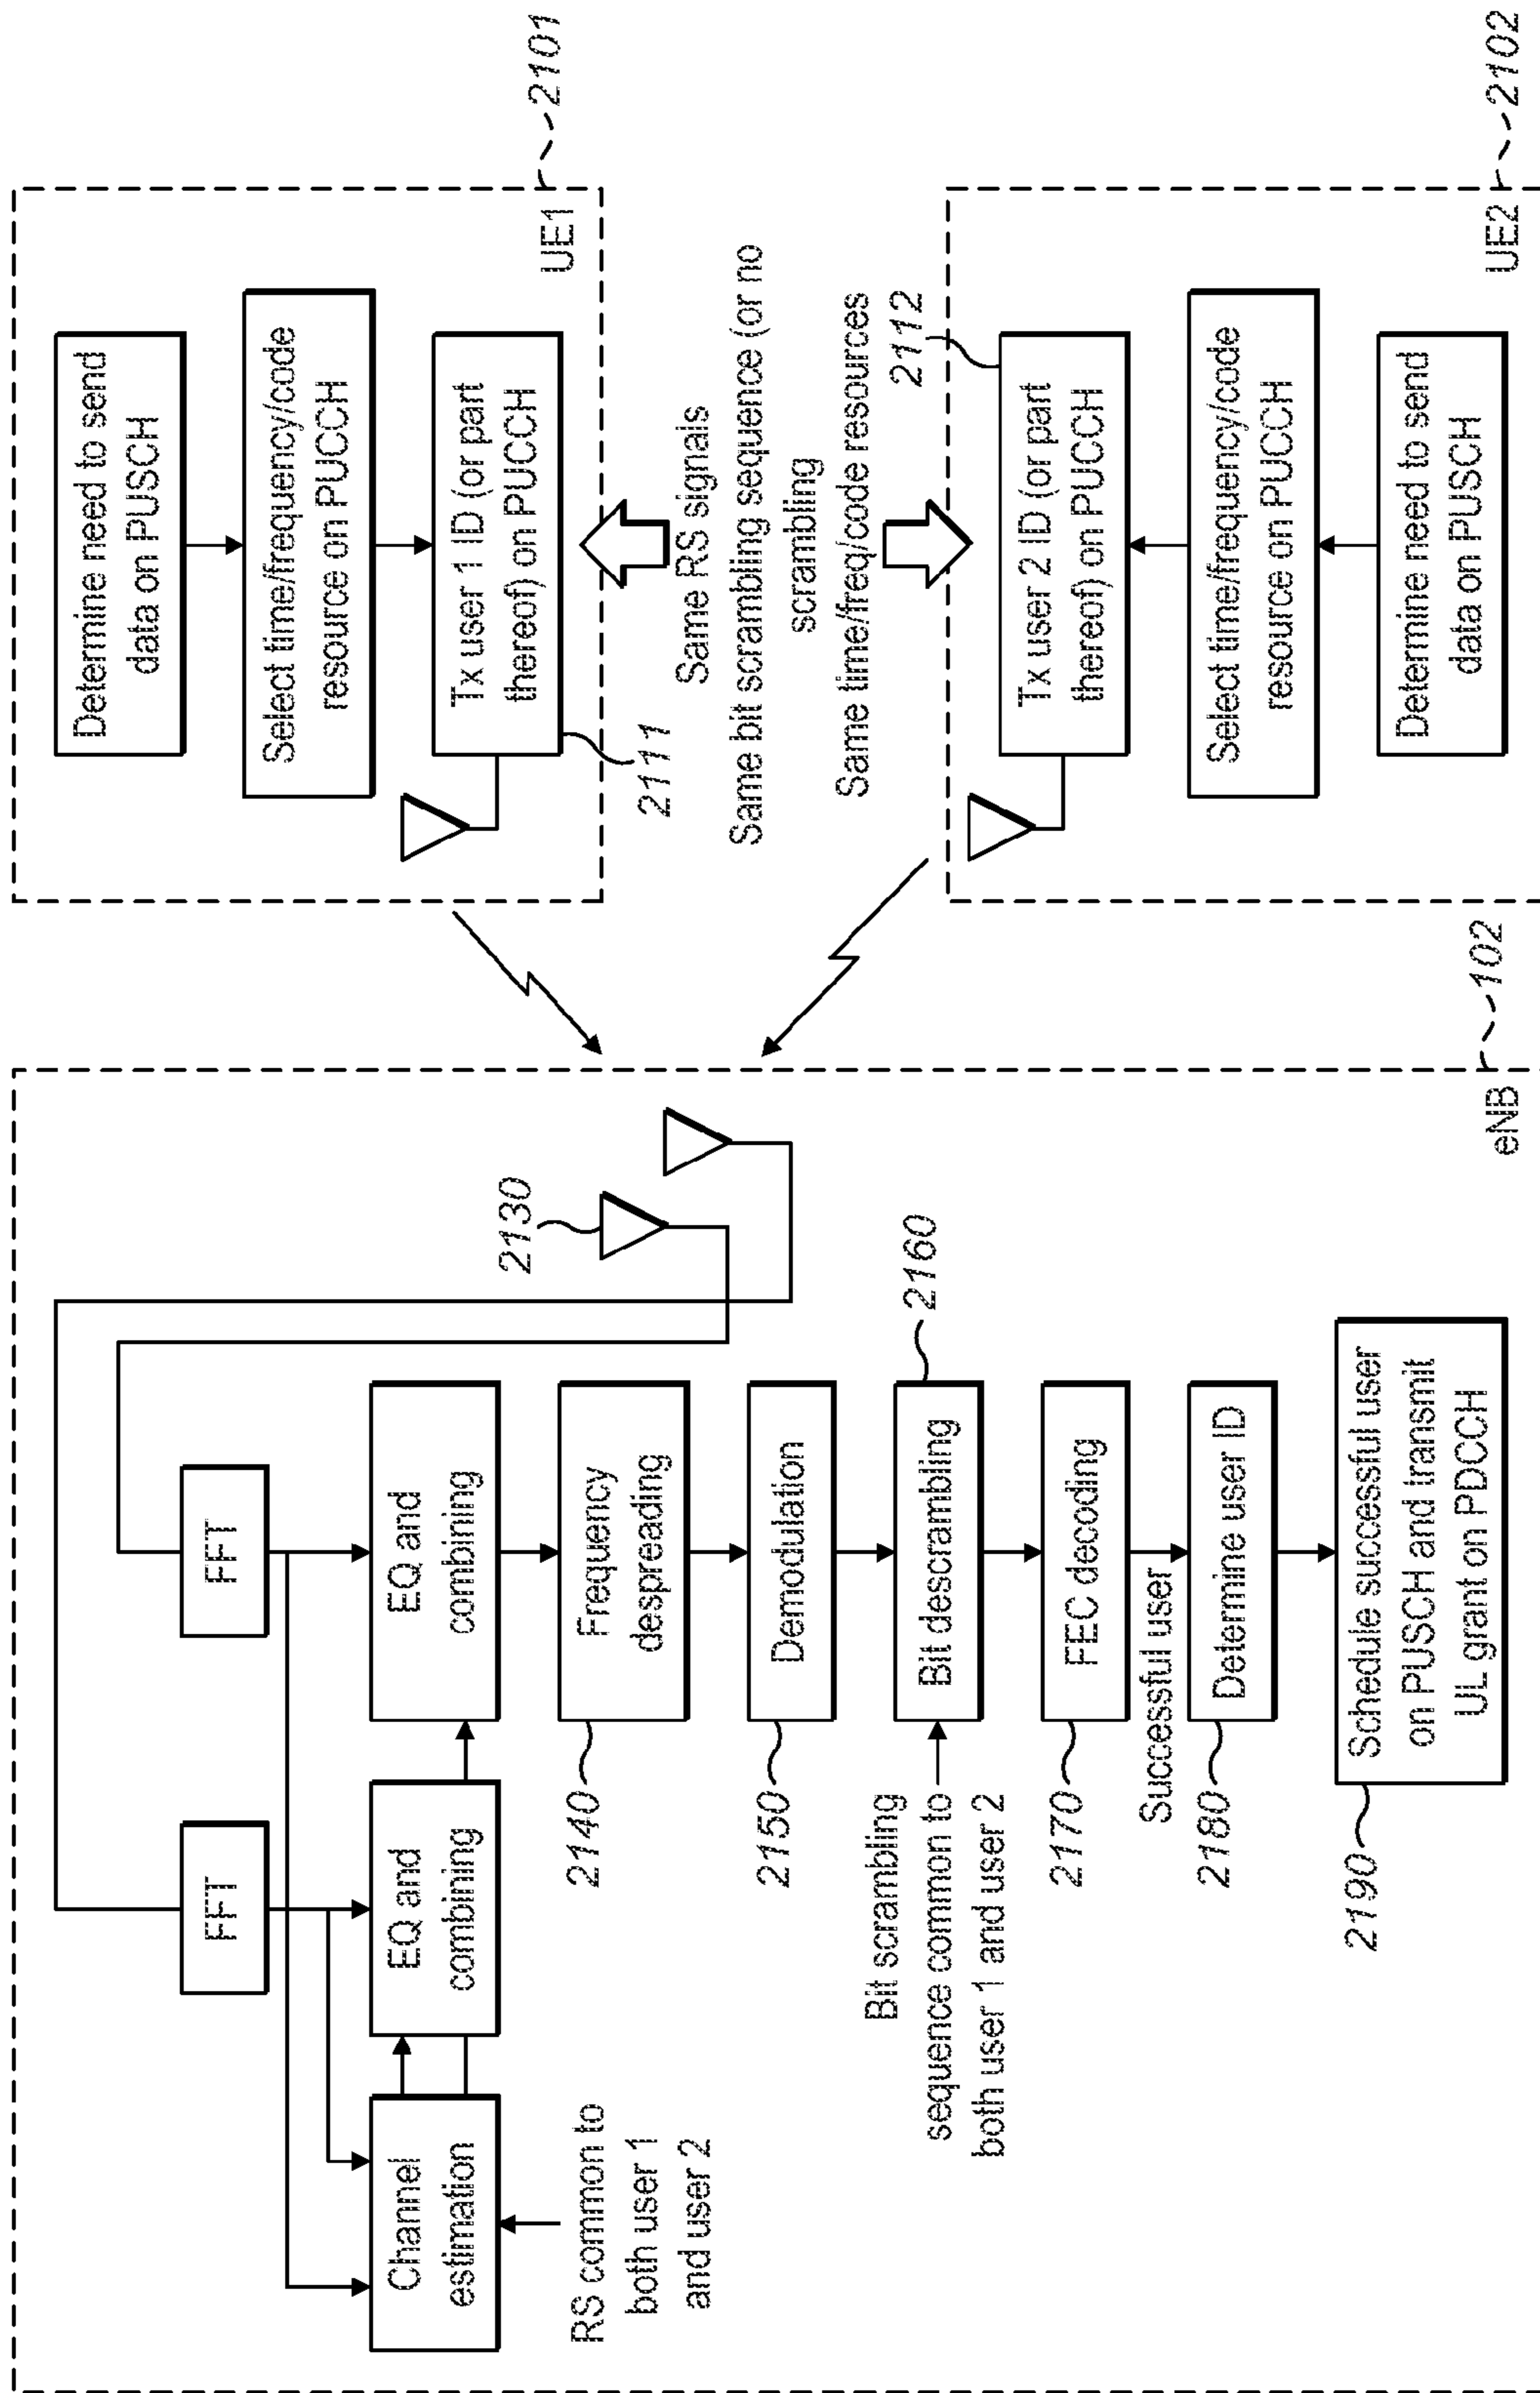 Determine need to send
data on PUSCH
Select time/frequency/code
resource on PUCCH
Tx user 1 ID (or part
thereof) on PUCCH
UE1
2101
2111
Same RS signals
Same bit scrambling sequence (or no
scrambling
Same time/freq/code resources
2112
Tx user 2 ID (or part
thereof) on PUCCH
Select time/frequency/code
resource on PUCCH
Determine need to send
data on PUSCH
UE2
2102
FFT
FFT
Channel
estimation
EQ and
combining
EQ and
combining
RS common to
both user 1
and user 2
2130
Frequency
despreading
2140
Demodulation
2150
Bit descrambling
2160
Bit scrambling
sequence common to
both user 1 and user 2
FEC decoding
2170
Successful user
Determine user ID
2180
Schedule successful user
on PUSCH and transmit
UL grant on PDCCH
2190
eNB
102